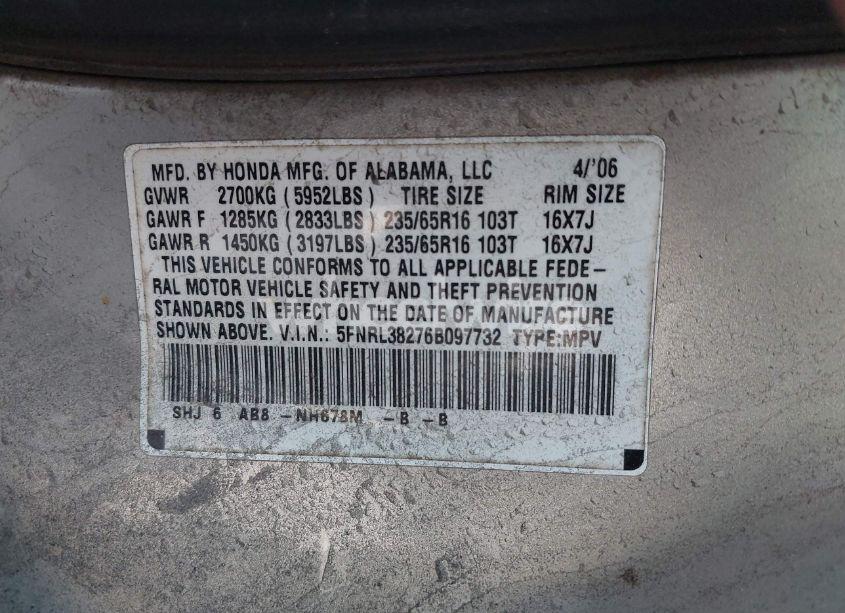 MFD. BY HONDA MFG. OF ALABAMA, LLC 4/'06
GVWR 2700KG (5952LBS) TIRE SIZE RIM SIZE
GAWR F 1285KG (2833LBS) 235/65R16 103T 16X7J
GAWR R 1450KG (3197LBS) 235/65R16 103T 16X7J
THIS VEHICLE CONFORMS TO ALL APPLICABLE FEDE-
RAL MOTOR VEHICLE SAFETY AND THEFT PREVENTION
STANDARDS IN EFFECT ON THE DATE OF MANUFACTURE
SHOWN ABOVE. V.I.N.: 5FNRL38276B097732 TYPE:MPV
SHJ 6 AB8 -NH678M -B -B